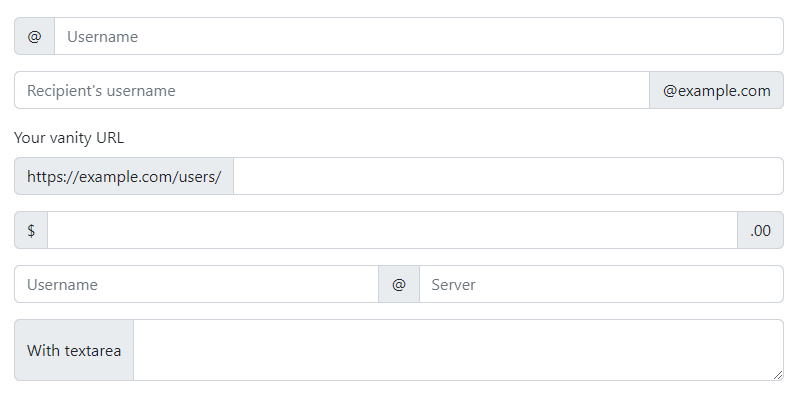 @ Username
Recipient's username @example.com
Your vanity URL
https://example.com/users/
$ .00
Username @ Server
With textarea